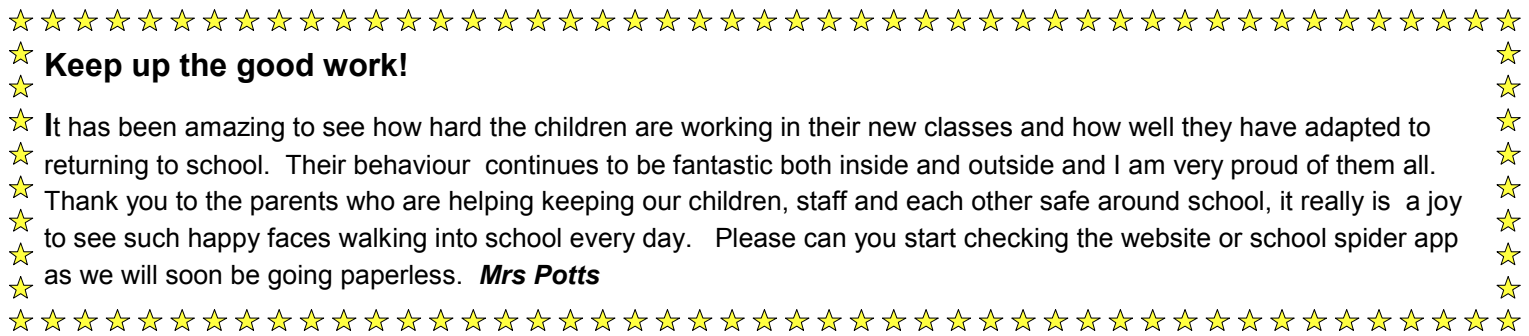 Keep up the good work!
It has been amazing to see how hard the children are working in their new classes and how well they have adapted to
returning to school.  Their behaviour  continues to be fantastic both inside and outside and I am very proud of them all.
Thank you to the parents who are helping keeping our children, staff and each other safe around school, it really is  a joy
to see such happy faces walking into school every day.   Please can you start checking the website or school spider app
as we will soon be going paperless.  Mrs Potts